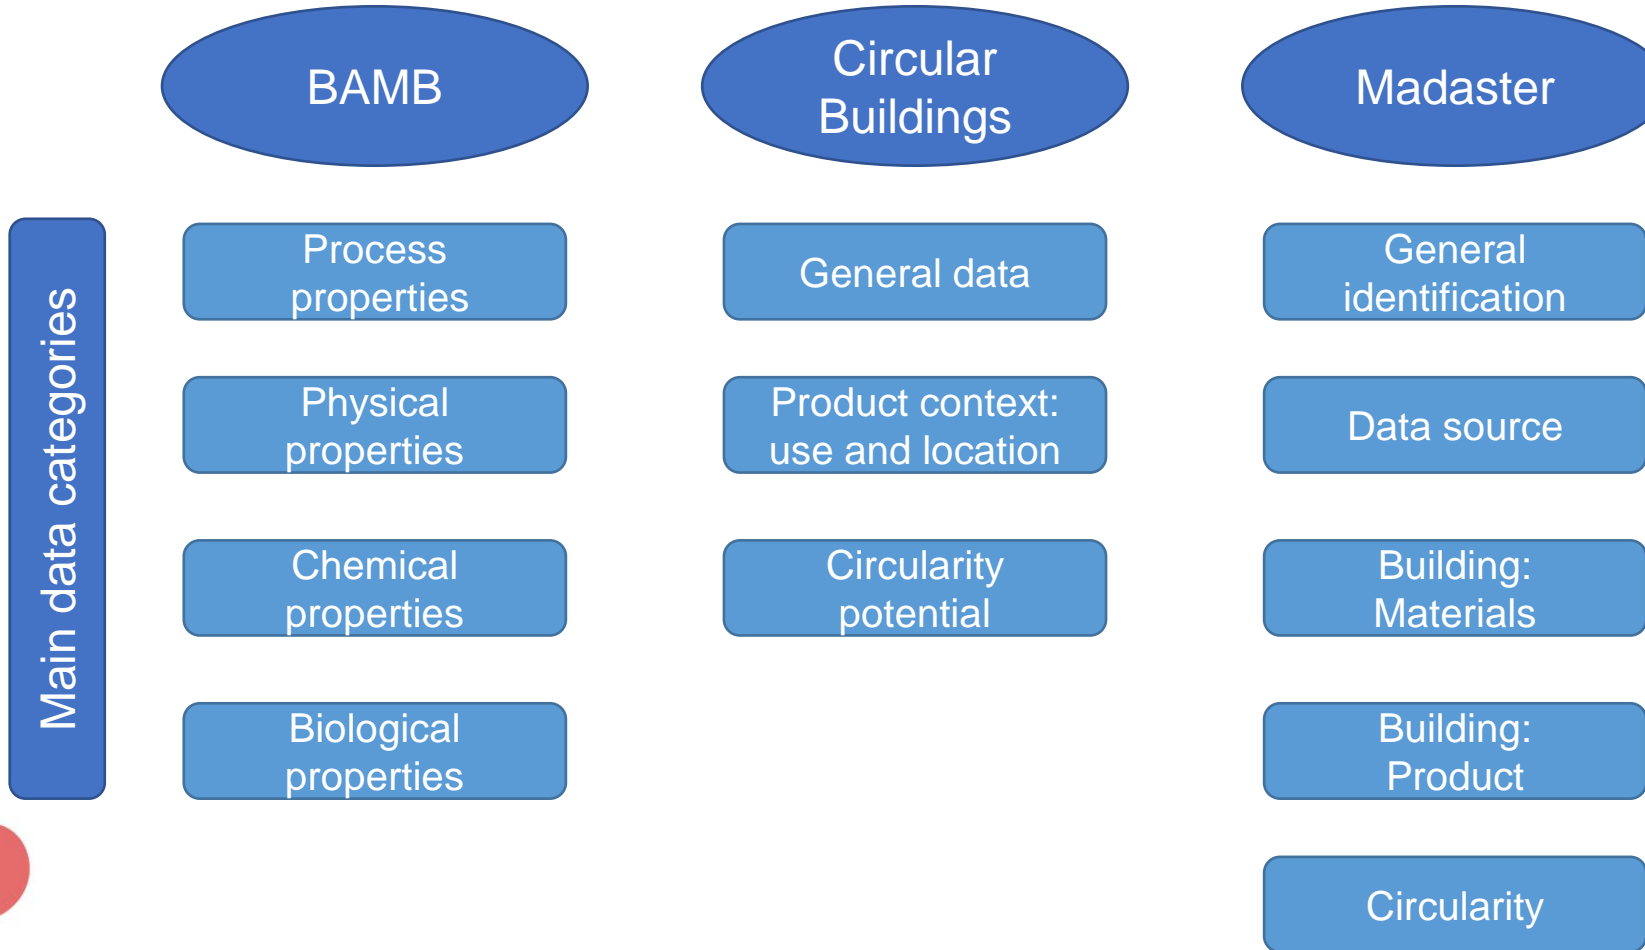 BAMB
Circular
Buildings
Madaster
Main data categories
Process
properties
General data
General
identification
Physical
properties
Product context:
use and location
Data source
Chemical
properties
Circularity
potential
Building:
Materials
Biological
properties
Building:
Product
Circularity